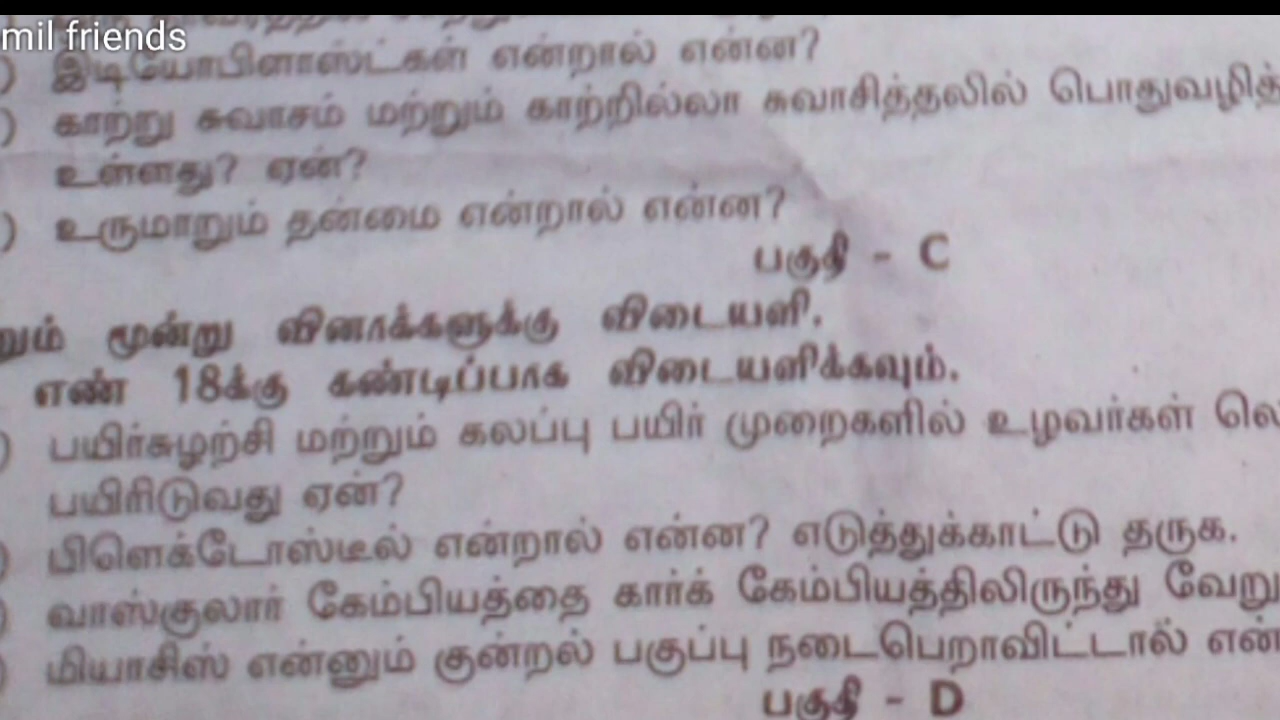 mil friends
) இடியோபிளாஸ்ட்கள் என்றால் என்ன?
) காற்று சுவாசம் மற்றும் காற்றில்லா சுவாசித்தலில் பொதுவழித்
உள்ளது? ஏன்?
) உருமாறும் தன்மை என்றால் என்ன?
பகுதி - C
றும் மூன்று வினாக்களுக்கு விடையளி.
எண் 18க்கு கண்டிப்பாக விடையளிக்கவும்.
) பயிர்சுழற்சி மற்றும் கலப்பு பயிர் முறைகளில் உழவர்கள் லெ
பயிரிடுவது ஏன்?
) பிளெக்டோஸ்டீல் என்றால் என்ன? எடுத்துக்காட்டு தருக.
) வாஸ்குலார் கேம்பியத்தை கார்க் கேம்பியத்திலிருந்து வேறு
) மியாசிஸ் என்னும் குன்றல் பகுப்பு நடைபெறாவிட்டால் என்
பகுதி - D